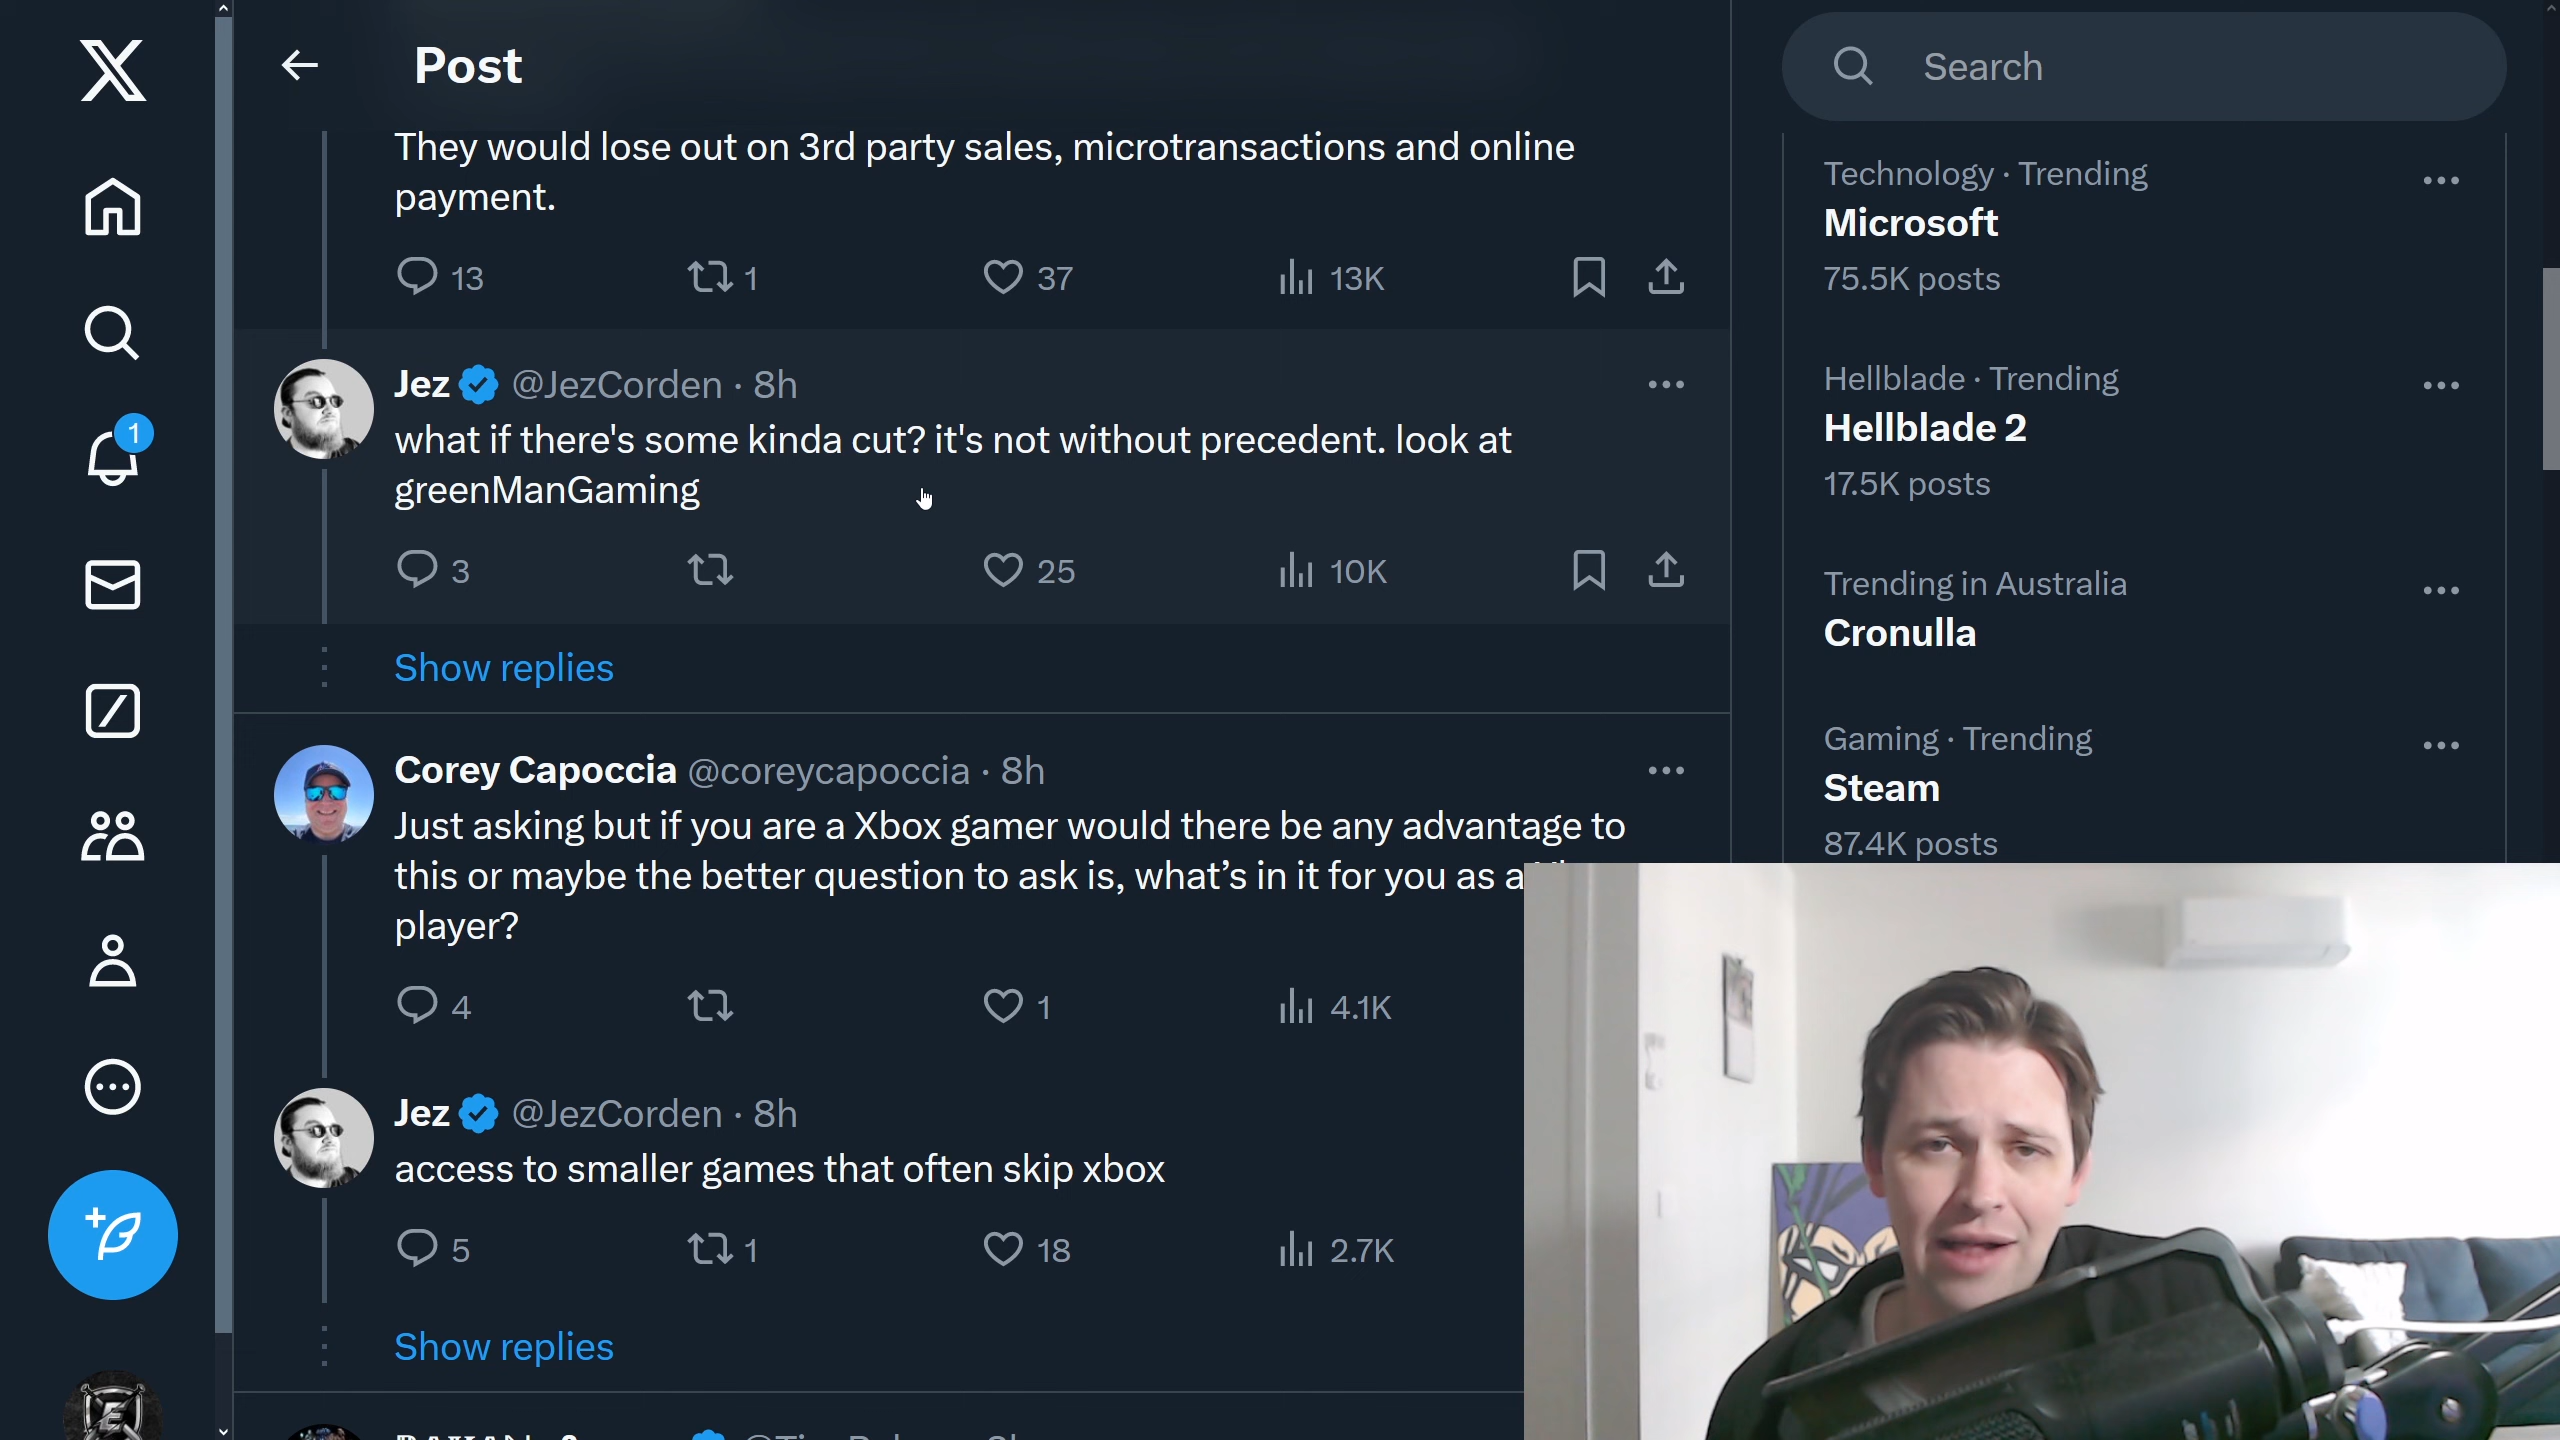 Post
They would lose out on 3rd party sales, microtransactions and online
payment.
13
1
37
13K
Jez @JezCorden · 8h
what if there's some kinda cut? it's not without precedent. look at
greenManGaming
3
25
10K
Show replies
Corey Capoccia @coreycapoccia · 8h
Just asking but if you are a Xbox gamer would there be any advantage to
this or maybe the better question to ask is, what's in it for you as a
player?
4
1
4.1K
Jez @JezCorden · 8h
access to smaller games that often skip xbox
5
1
18
2.7K
Show replies
1
Search
Technology · Trending
Microsoft
75.5K posts
Hellblade · Trending
Hellblade 2
17.5K posts
Trending in Australia
Cronulla
Gaming · Trending
Steam
87.4K posts